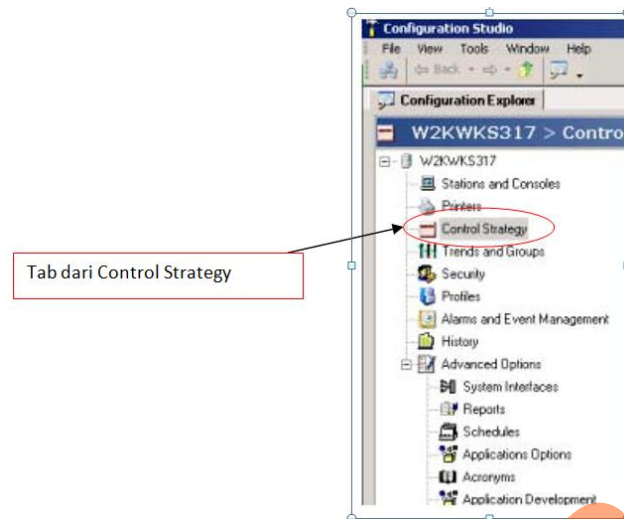 Configuration Studio
File View Tools Window Help
Back
Configuration Explorer
W2KWKS317 > Contro
W2KWKS317
Stations and Consoles
Printers
Control Strategy
Tab dari Control Strategy
Trends and Groups
Security
Profiles
Alarms and Event Management
History
Advanced Options
System Interfaces
Reports
Schedules
Applications Options
Acronyms
Application Development